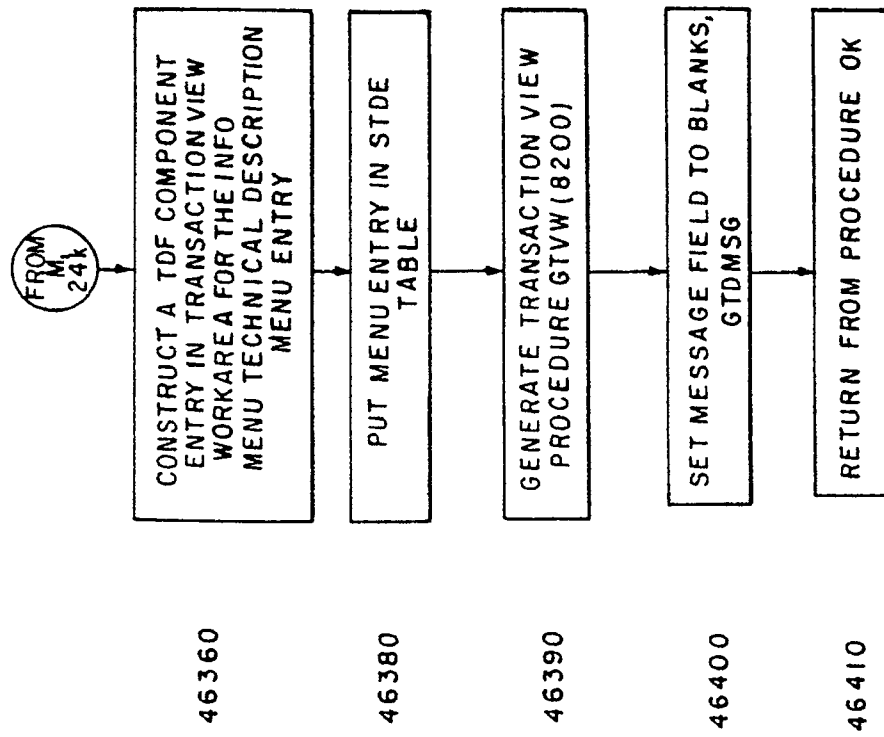 FROM
M,
24k
46360
CONSTRUCT A TDF COMPONENT
ENTRY IN TRANSACTION VIEW
WORKAREA FOR THE INFO
MENU TECHNICAL DESCRIPTION
MENU ENTRY
46380
PUT MENU ENTRY IN STDE
TABLE
46390
GENERATE TRANSACTION VIEW
PROCEDURE GTVW (8200)
46400
SET MESSAGE FIELD TO BLANKS,
GTDMSG
46410
RETURN FROM PROCEDURE OK